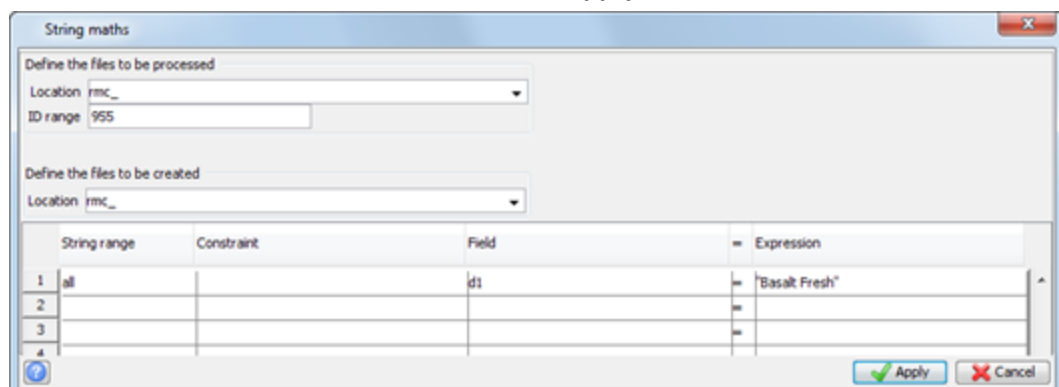 String maths
Define the files to be processed
Location rmc_
ID range 955
Define the files to be created
Location rmc_
String range Constraint Field = Expression
1 all d1 = "Basalt Fresh"
2 =
3 =
4
Apply Cancel